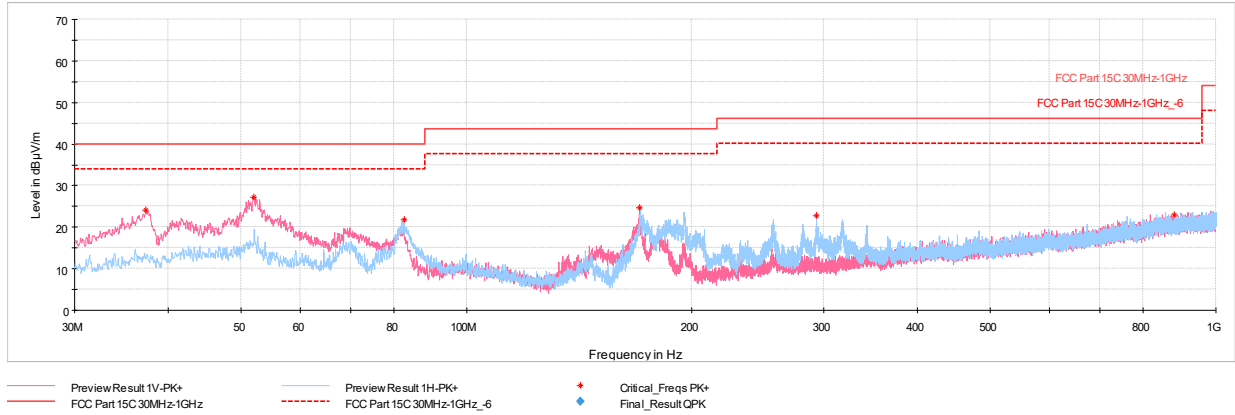 70
60
FCC Part 15C 30MHz-1GHz
50
FCC Part 15C 30MHz-1GHz_-6
40
30
20
10
0
Level in dBµV/m
30M 50 60 80 100M 200 300 400 500 800 1G
Frequency in Hz
Preview Result 1V-PK+ Preview Result 1H-PK+ Critical_Freqs PK+
FCC Part 15C 30MHz-1GHz FCC Part 15C 30MHz-1GHz_-6 Final_Result QPK